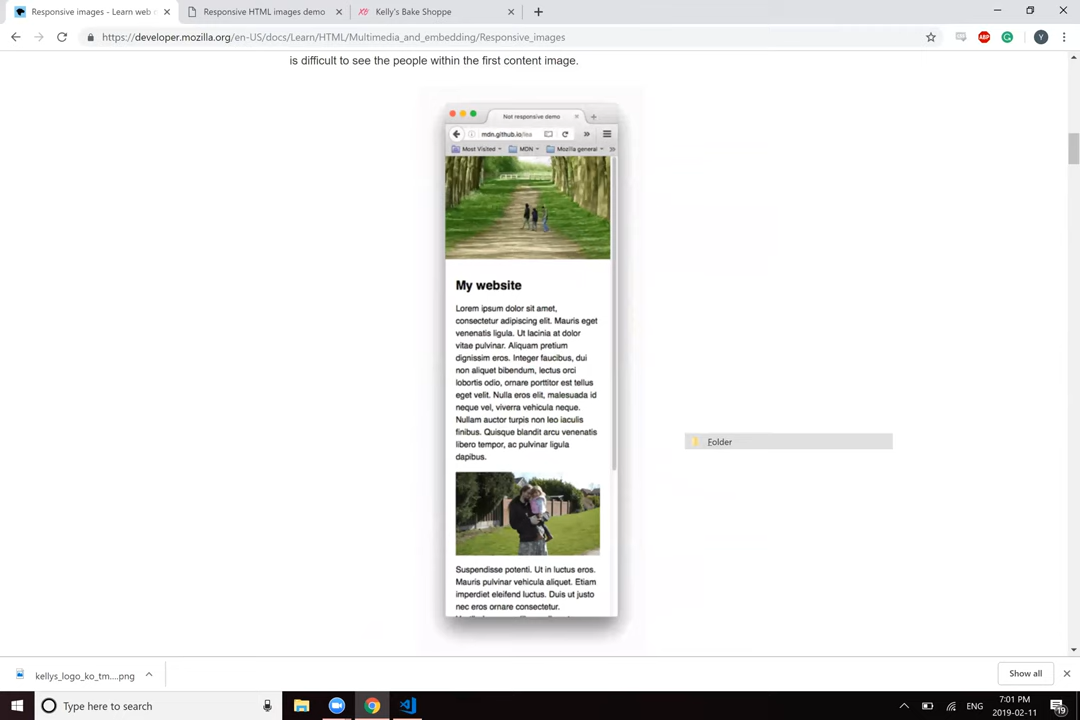 Responsive images - Learn web
Responsive HTML images demo
Kelly's Bake Shoppe
https://developer.mozilla.org/en-US/docs/Learn/HTML/Multimedia_and_embedding/Responsive_images
ABP
Y
is difficult to see the people within the first content image.
Not responsive demo
mdn.github.io/lea
Most Visited
MDN
Mozilla general
My website
Lorem ipsum dolor sit amet,
consectetur adipiscing elit. Mauris eget
venenatis ligula. Ut lacinia at dolor
vitae pulvinar. Aliquam pretium
dignissim eros. Integer faucibus, dui
non aliquet bibendum, lectus orci
lobortis odio, ornare porttitor est tellus
eget velit. Nulla eros elit, malesuada id
neque vel, viverra vehicula neque.
Nullam auctor turpis non leo iaculis
finibus. Quisque blandit arcu venenatis
libero tempor, ac pulvinar ligula
dapibus.
Folder
Suspendisse potenti. Ut in luctus eros.
Mauris pulvinar vehicula aliquet. Etiam
imperdiet eleifend luctus. Duis ut justo
nec eros ornare consectetur.
kellys_logo_ko_tm....png
Show all
Type here to search
ENG
7:01 PM
2019-02-11
19